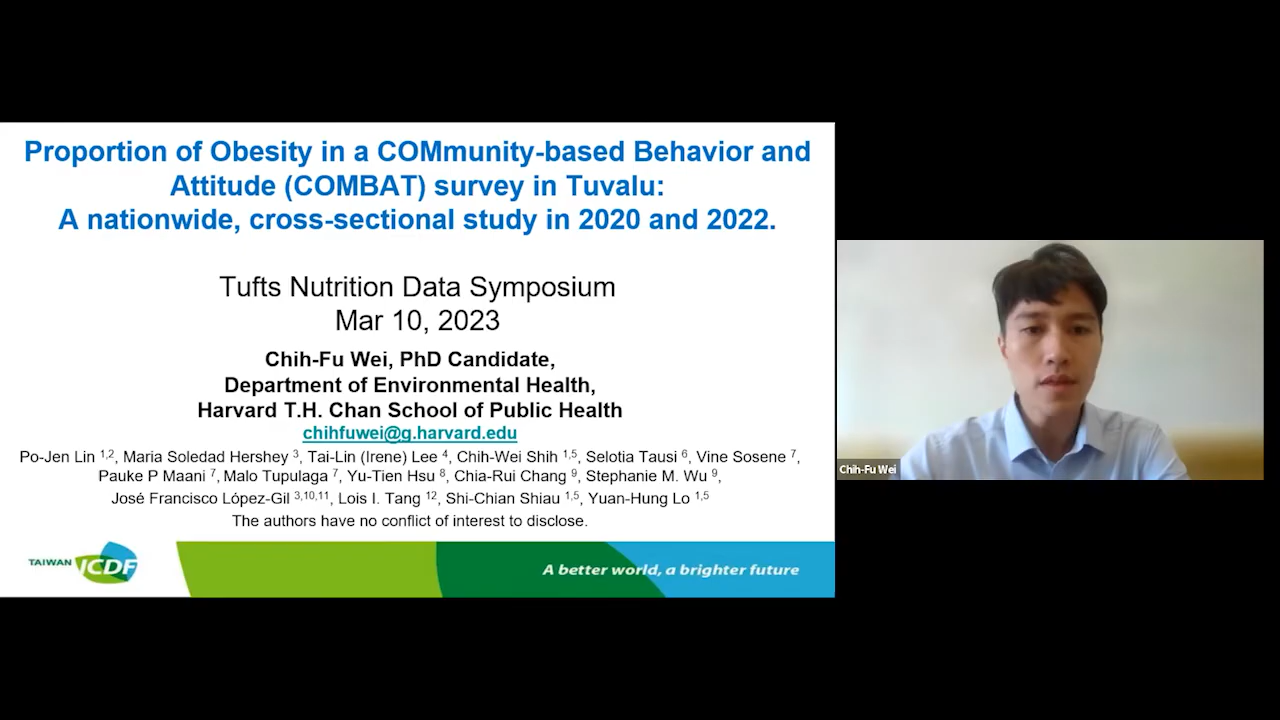 Proportion of Obesity in a COMmunity-based Behavior and
Attitude (COMBAT) survey in Tuvalu:
A nationwide, cross-sectional study in 2020 and 2022.
Tufts Nutrition Data Symposium
Mar 10, 2023
Chih-Fu Wei, PhD Candidate,
Department of Environmental Health,
Harvard T.H. Chan School of Public Health
chihfuwei@g.harvard.edu
Po-Jen Lin 1,2, Maria Soledad Hershey 3, Tai-Lin (Irene) Lee 4, Chih-Wei Shih 1,5, Selotia Tausi 6, Vine Sosene 7,
Pauke P Maani 7, Malo Tupulaga 7, Yu-Tien Hsu 8, Chia-Rui Chang 9, Stephanie M. Wu 9,
José Francisco López-Gil 3,10,11, Lois I. Tang 12, Shi-Chian Shiau 1,5, Yuan-Hung Lo 1,5
The authors have no conflict of interest to disclose.
TAIWAN ICDF
A better world, a brighter future
Chih-Fu Wei